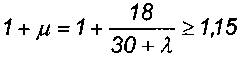 1 + μ = 1 + 18 / (30 + λ) ≥ 1,15